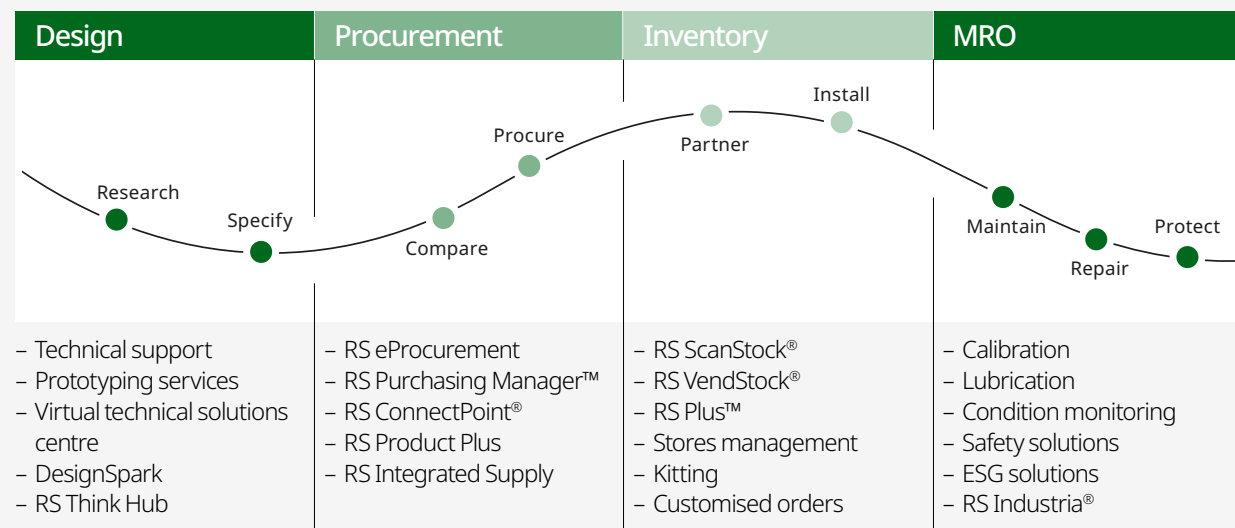 Design
Procurement
Inventory
MRO
Research
Specify
Compare
Procure
Partner
Install
Maintain
Repair
Protect
– Technical support
– Prototyping services
– Virtual technical solutions
centre
– DesignSpark
– RS Think Hub
– RS eProcurement
– RS Purchasing Manager™
– RS ConnectPoint®
– RS Product Plus
– RS Integrated Supply
– RS ScanStock®
– RS VendStock®
– RS Plus™
– Stores management
– Kitting
– Customised orders
– Calibration
– Lubrication
– Condition monitoring
– Safety solutions
– ESG solutions
– RS Industria®